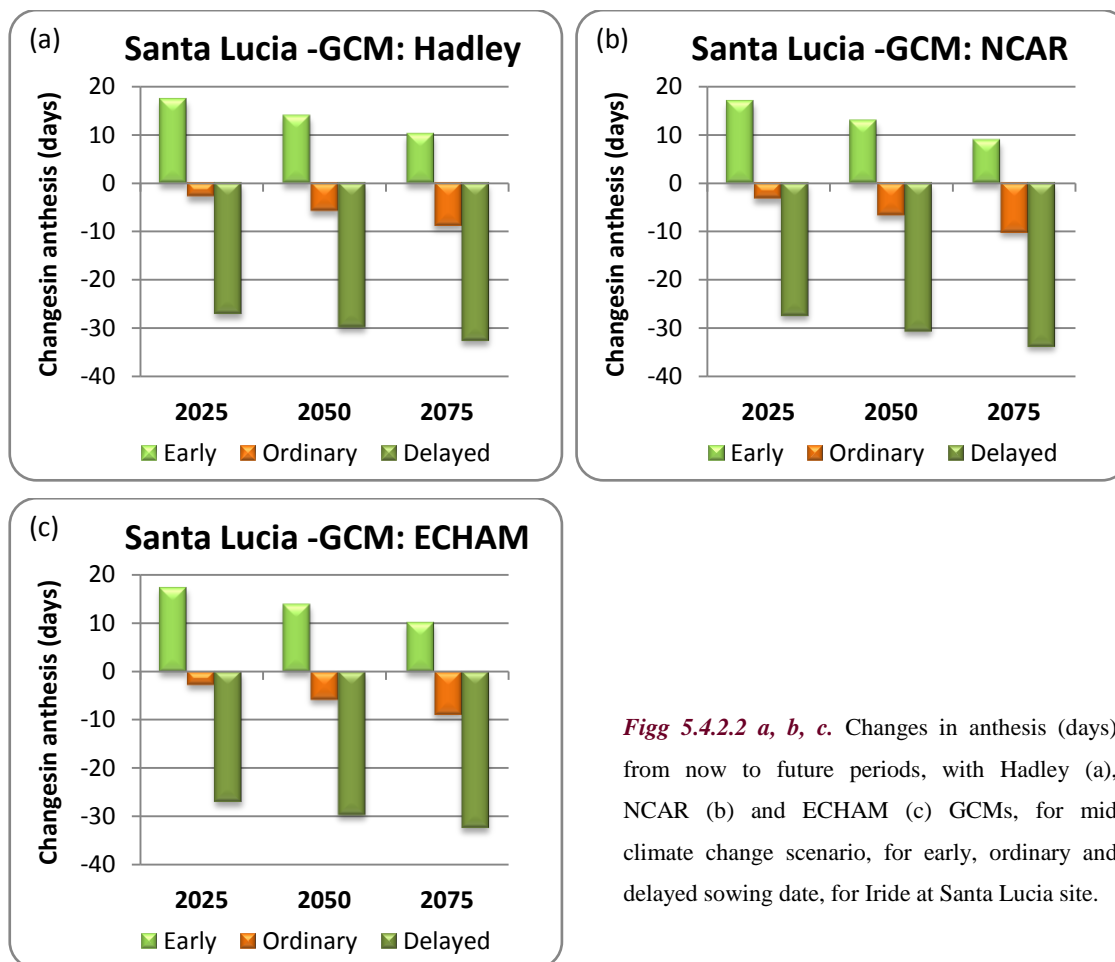 (a)
Santa Lucia -GCM: Hadley
20
10
0
-10
-20
-30
-40
Changesin anthesis (days)
2025 2050 2075
Early Ordinary Delayed
(b)
Santa Lucia -GCM: NCAR
20
10
0
-10
-20
-30
-40
Changesin anthesis (days)
2025 2050 2075
Early Ordinary Delayed
(c)
Santa Lucia -GCM: ECHAM
20
10
0
-10
-20
-30
-40
Changesin anthesis (days)
2025 2050 2075
Early Ordinary Delayed
Figg 5.4.2.2 a, b, c. Changes in anthesis (days)
from now to future periods, with Hadley (a),
NCAR (b) and ECHAM (c) GCMs, for mid
climate change scenario, for early, ordinary and
delayed sowing date, for Iride at Santa Lucia site.